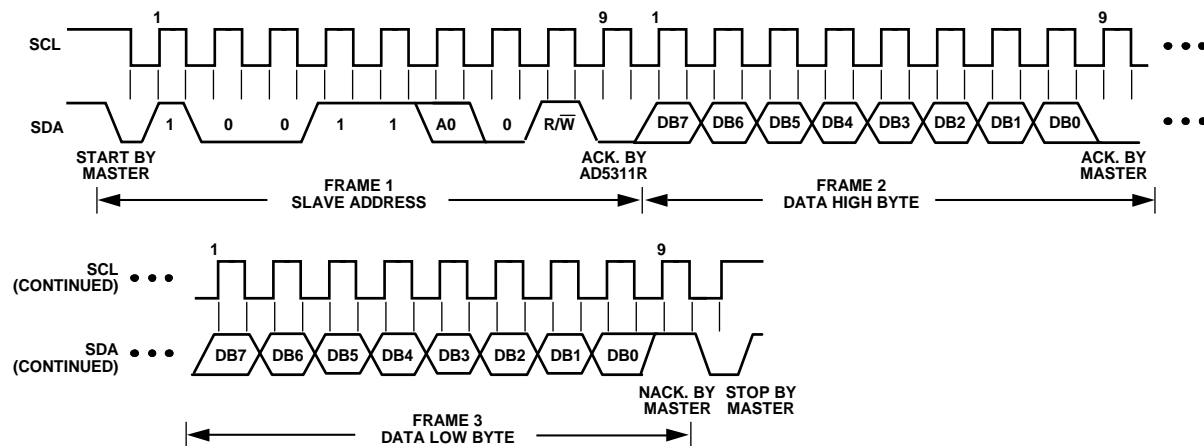 1 9 1 9
SCL
SDA
1 0 0 1 1 A0 0 R/W̅ DB7 DB6 DB5 DB4 DB3 DB2 DB1 DB0
START BY
MASTER
ACK. BY
AD5311R
ACK. BY
MASTER
FRAME 1
SLAVE ADDRESS
FRAME 2
DATA HIGH BYTE
1 9
SCL
(CONTINUED)
SDA
(CONTINUED)
DB7 DB6 DB5 DB4 DB3 DB2 DB1 DB0
NACK. BY
MASTER
STOP BY
MASTER
FRAME 3
DATA LOW BYTE